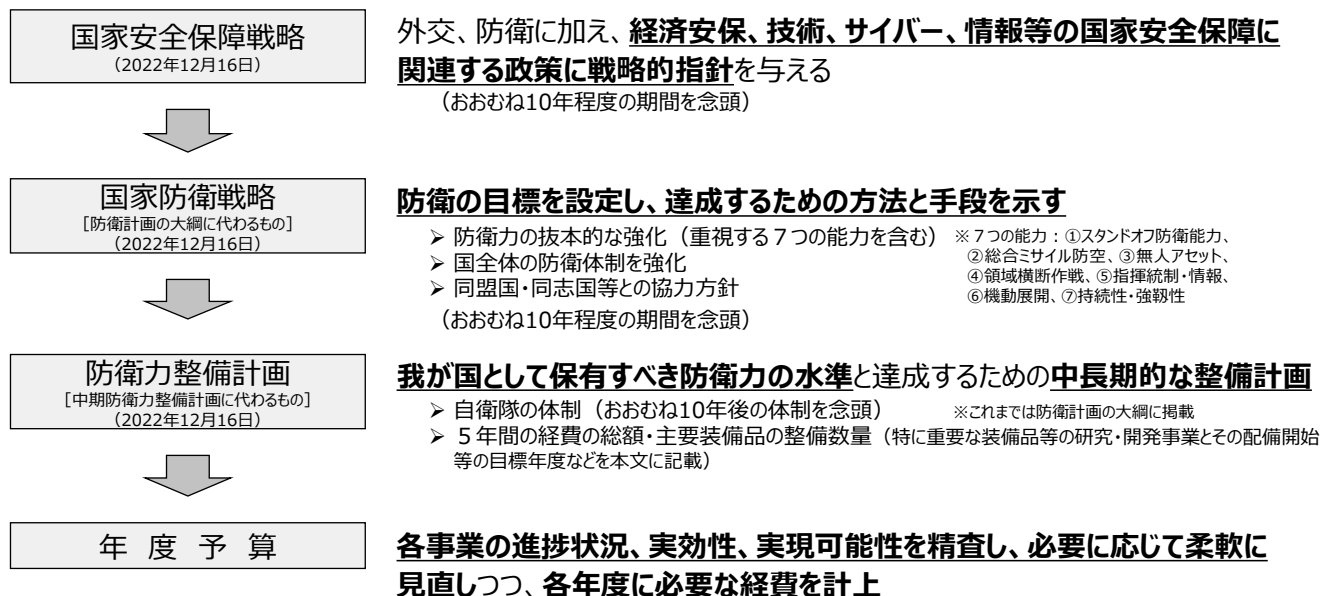 国家安全保障戦略
（2022年12月16日）
外交、防衛に加え、経済安保、技術、サイバー、情報等の国家安全保障に
関連する政策に戦略的指針を与える
（おおむね10年程度の期間を念頭）
国家防衛戦略
［防衛計画の大綱に代わるもの］
（2022年12月16日）
防衛の目標を設定し、達成するための方法と手段を示す
➢ 防衛力の抜本的な強化（重視する７つの能力を含む）
➢ 国全体の防衛体制を強化
➢ 同盟国・同志国等との協力方針
（おおむね10年程度の期間を念頭）
※７つの能力：①スタンドオフ防衛能力、
②総合ミサイル防空、③無人アセット、
④領域横断作戦、⑤指揮統制・情報、
⑥機動展開、⑦持続性・強靱性
防衛力整備計画
［中期防衛力整備計画に代わるもの］
（2022年12月16日）
我が国として保有すべき防衛力の水準と達成するための中長期的な整備計画
➢ 自衛隊の体制（おおむね10年後の体制を念頭） ※これまでは防衛計画の大綱に掲載
➢ ５年間の経費の総額・主要装備品の整備数量（特に重要な装備品等の研究・開発事業とその配備開始
等の目標年度などを本文に記載）
年 度 予 算
各事業の進捗状況、実効性、実現可能性を精査し、必要に応じて柔軟に
見直しつつ、各年度に必要な経費を計上